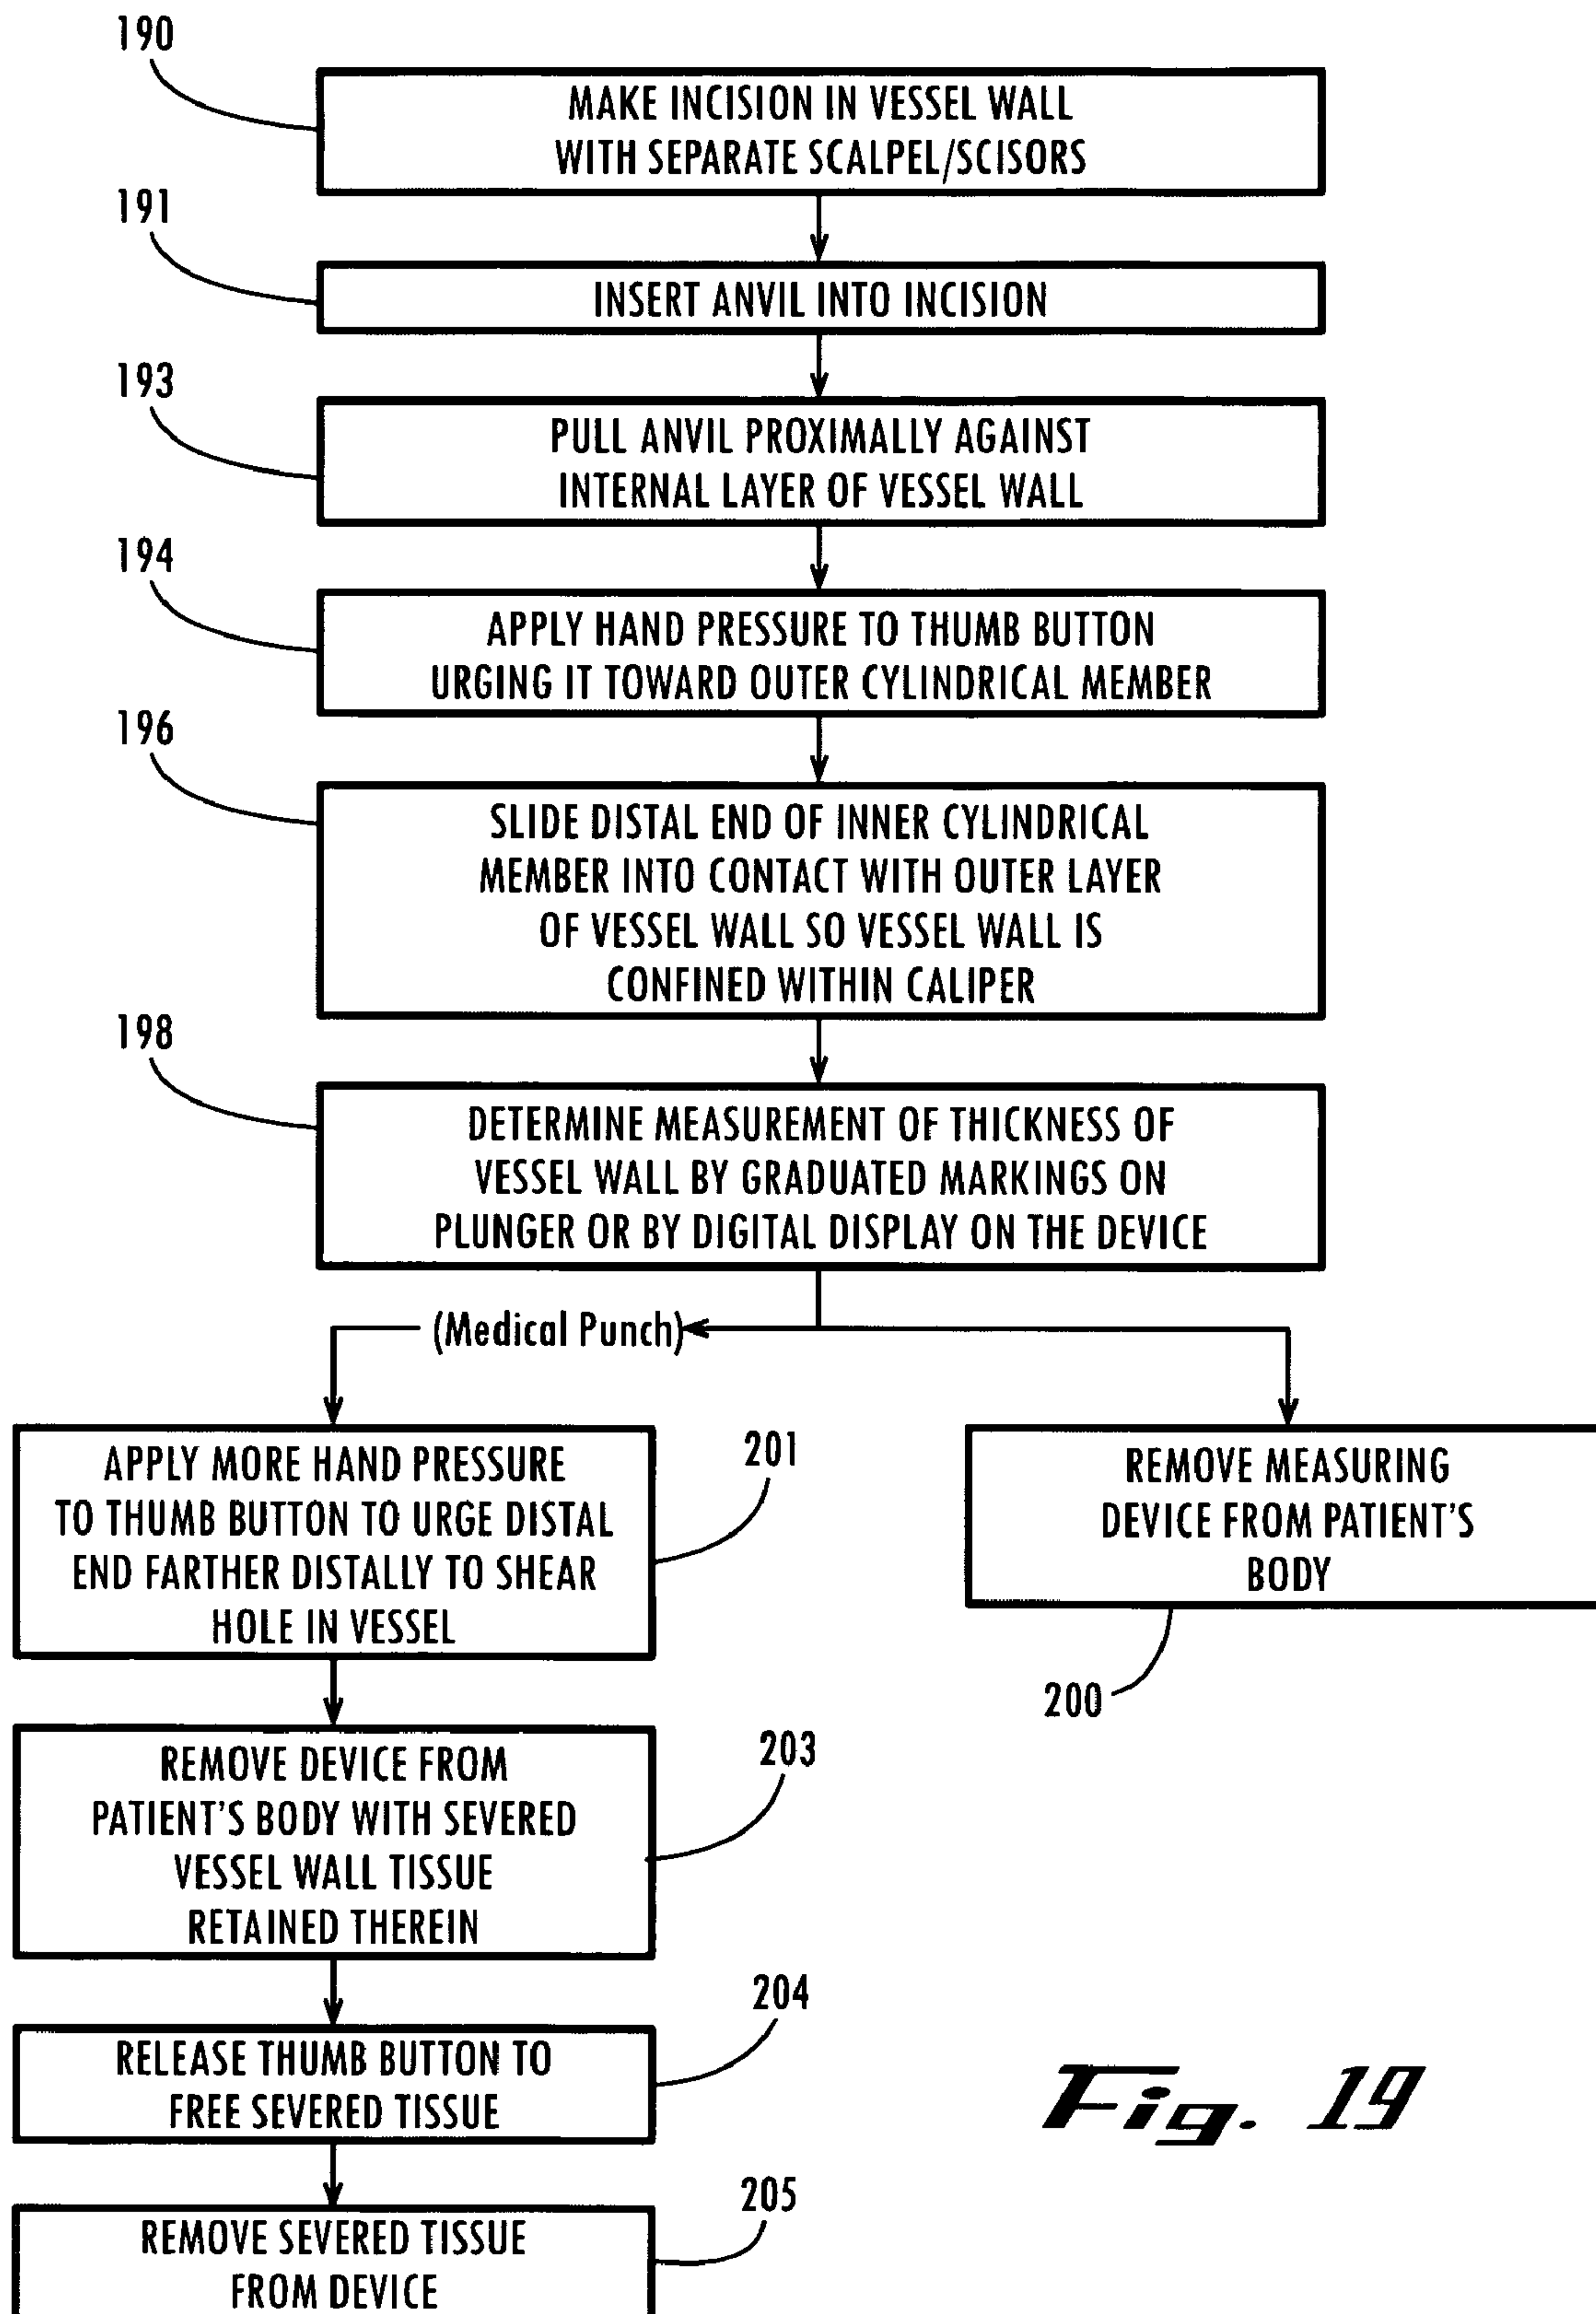 190
MAKE INCISION IN VESSEL WALL
WITH SEPARATE SCALPEL/SCISORS
191
INSERT ANVIL INTO INCISION
193
PULL ANVIL PROXIMALLY AGAINST
INTERNAL LAYER OF VESSEL WALL
194
APPLY HAND PRESSURE TO THUMB BUTTON
URGING IT TOWARD OUTER CYLINDRICAL MEMBER
196
SLIDE DISTAL END OF INNER CYLINDRICAL
MEMBER INTO CONTACT WITH OUTER LAYER
OF VESSEL WALL SO VESSEL WALL IS
CONFINED WITHIN CALIPER
198
DETERMINE MEASUREMENT OF THICKNESS OF
VESSEL WALL BY GRADUATED MARKINGS ON
PLUNGER OR BY DIGITAL DISPLAY ON THE DEVICE
(Medical Punch)
APPLY MORE HAND PRESSURE
TO THUMB BUTTON TO URGE DISTAL
END FARTHER DISTALLY TO SHEAR
HOLE IN VESSEL
201
REMOVE MEASURING
DEVICE FROM PATIENT'S
BODY
200
REMOVE DEVICE FROM
PATIENT'S BODY WITH SEVERED
VESSEL WALL TISSUE
RETAINED THEREIN
203
RELEASE THUMB BUTTON TO
FREE SEVERED TISSUE
204
REMOVE SEVERED TISSUE
FROM DEVICE
205
Fig. 19